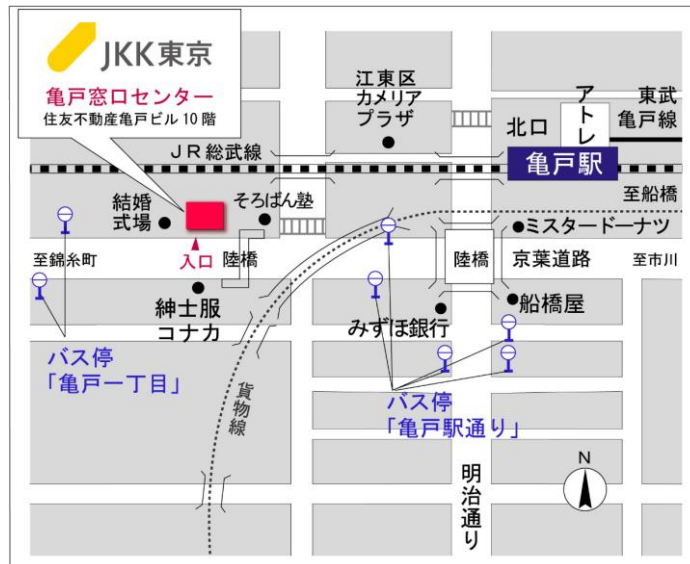 JKK東京
亀戸窓口センター
住友不動産亀戸ビル10階
江東区
カメリア
プラザ
北口
アトレ
東武
亀戸線
JR総武線
亀戸駅
至船橋
結婚
式場
そろばん塾
ミスタードーナツ
至錦糸町
入口
陸橋
陸橋
京葉道路
至市川
紳士服
コナカ
みずほ銀行
船橋屋
バス停
「亀戸一丁目」
貨物線
バス停
「亀戸駅通り」
明治通り
N